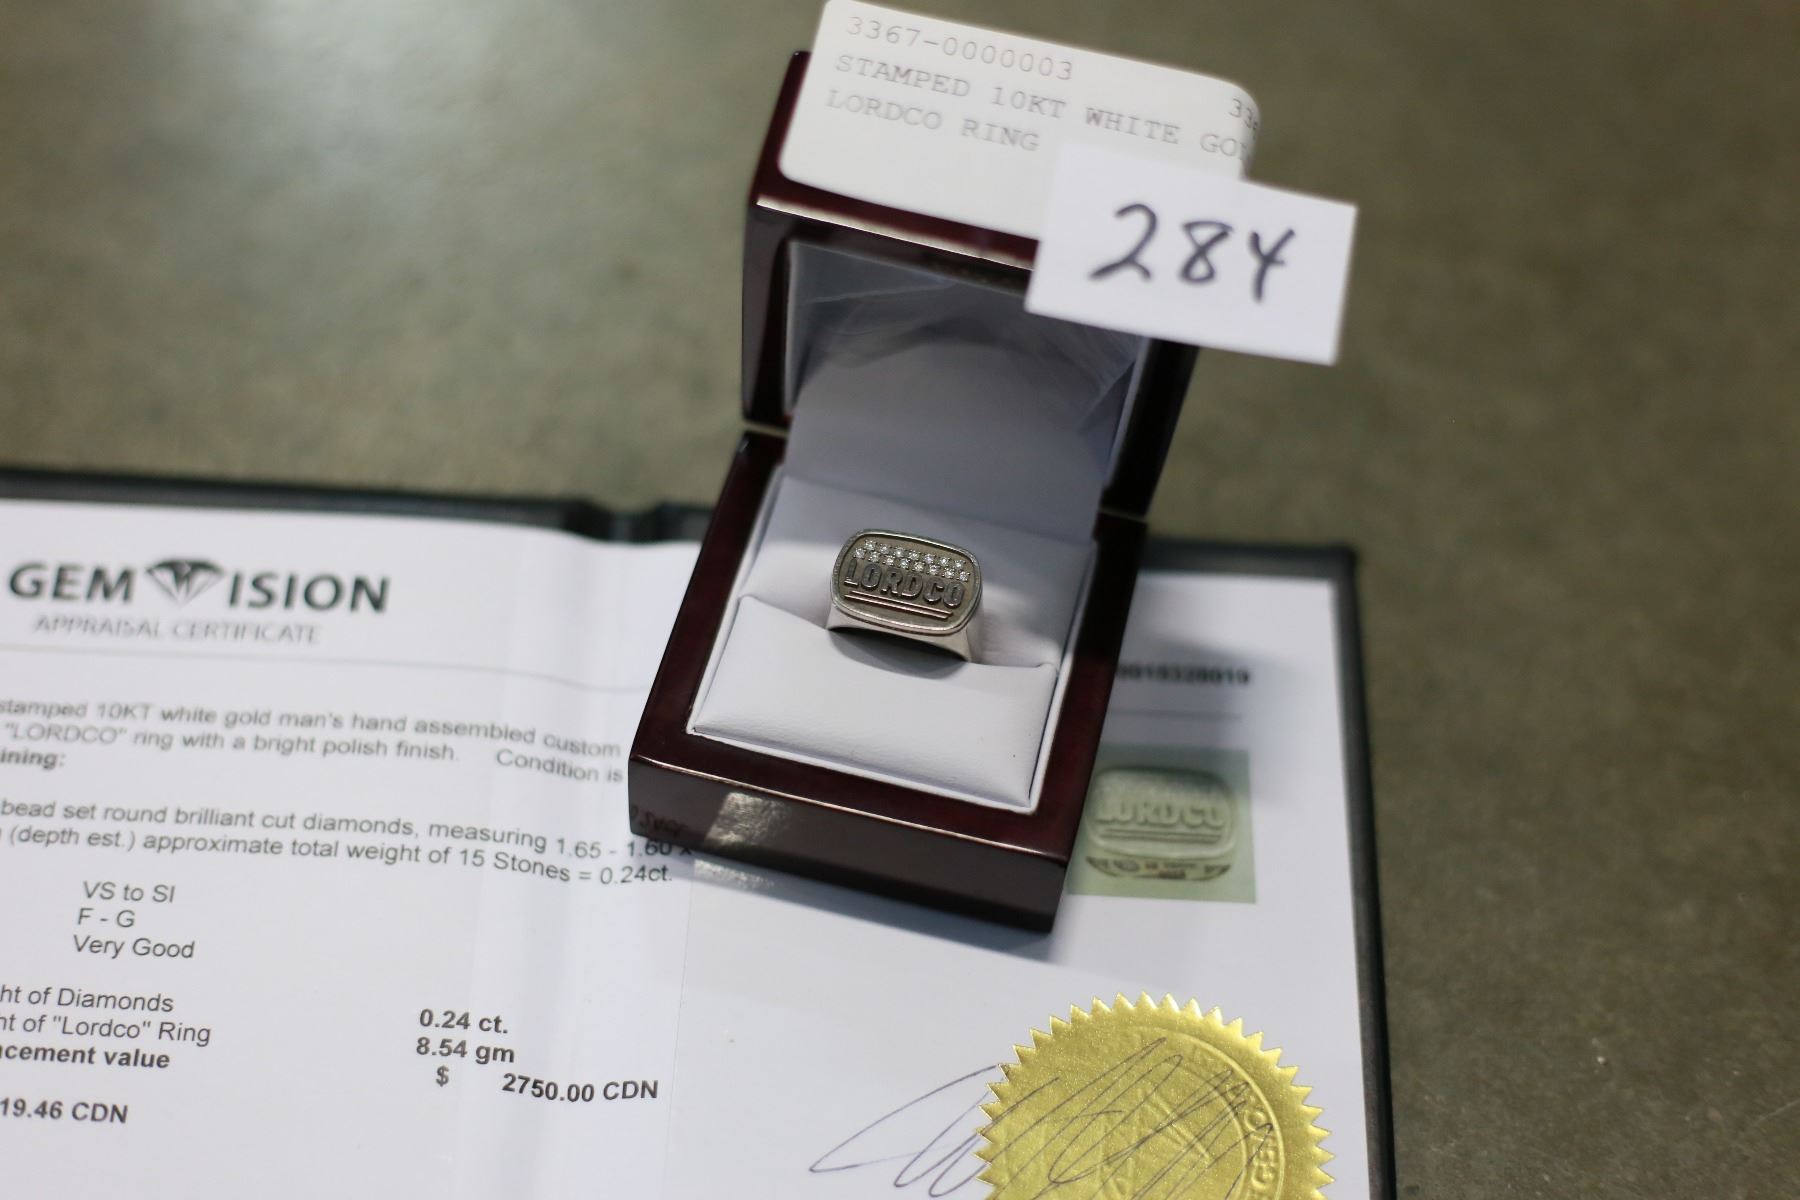 3367-0000003
STAMPED 10KT WHITE GO
LORDCO RING
284
LORDCO
GEM VISION
APPRAISAL CERTIFICATE
stamped 10KT white gold man's hand assembled custom
"LORDCO" ring with a bright polish finish. Condition is
ining:
bead set round brilliant cut diamonds, measuring 1.65 - 1.60 x
(depth est.) approximate total weight of 15 Stones = 0.24ct.
VS to SI
F - G
Very Good
ht of Diamonds 0.24 ct.
ht of "Lordco" Ring 8.54 gm
cement value $ 2750.00 CDN
19.46 CDN
LORDCO